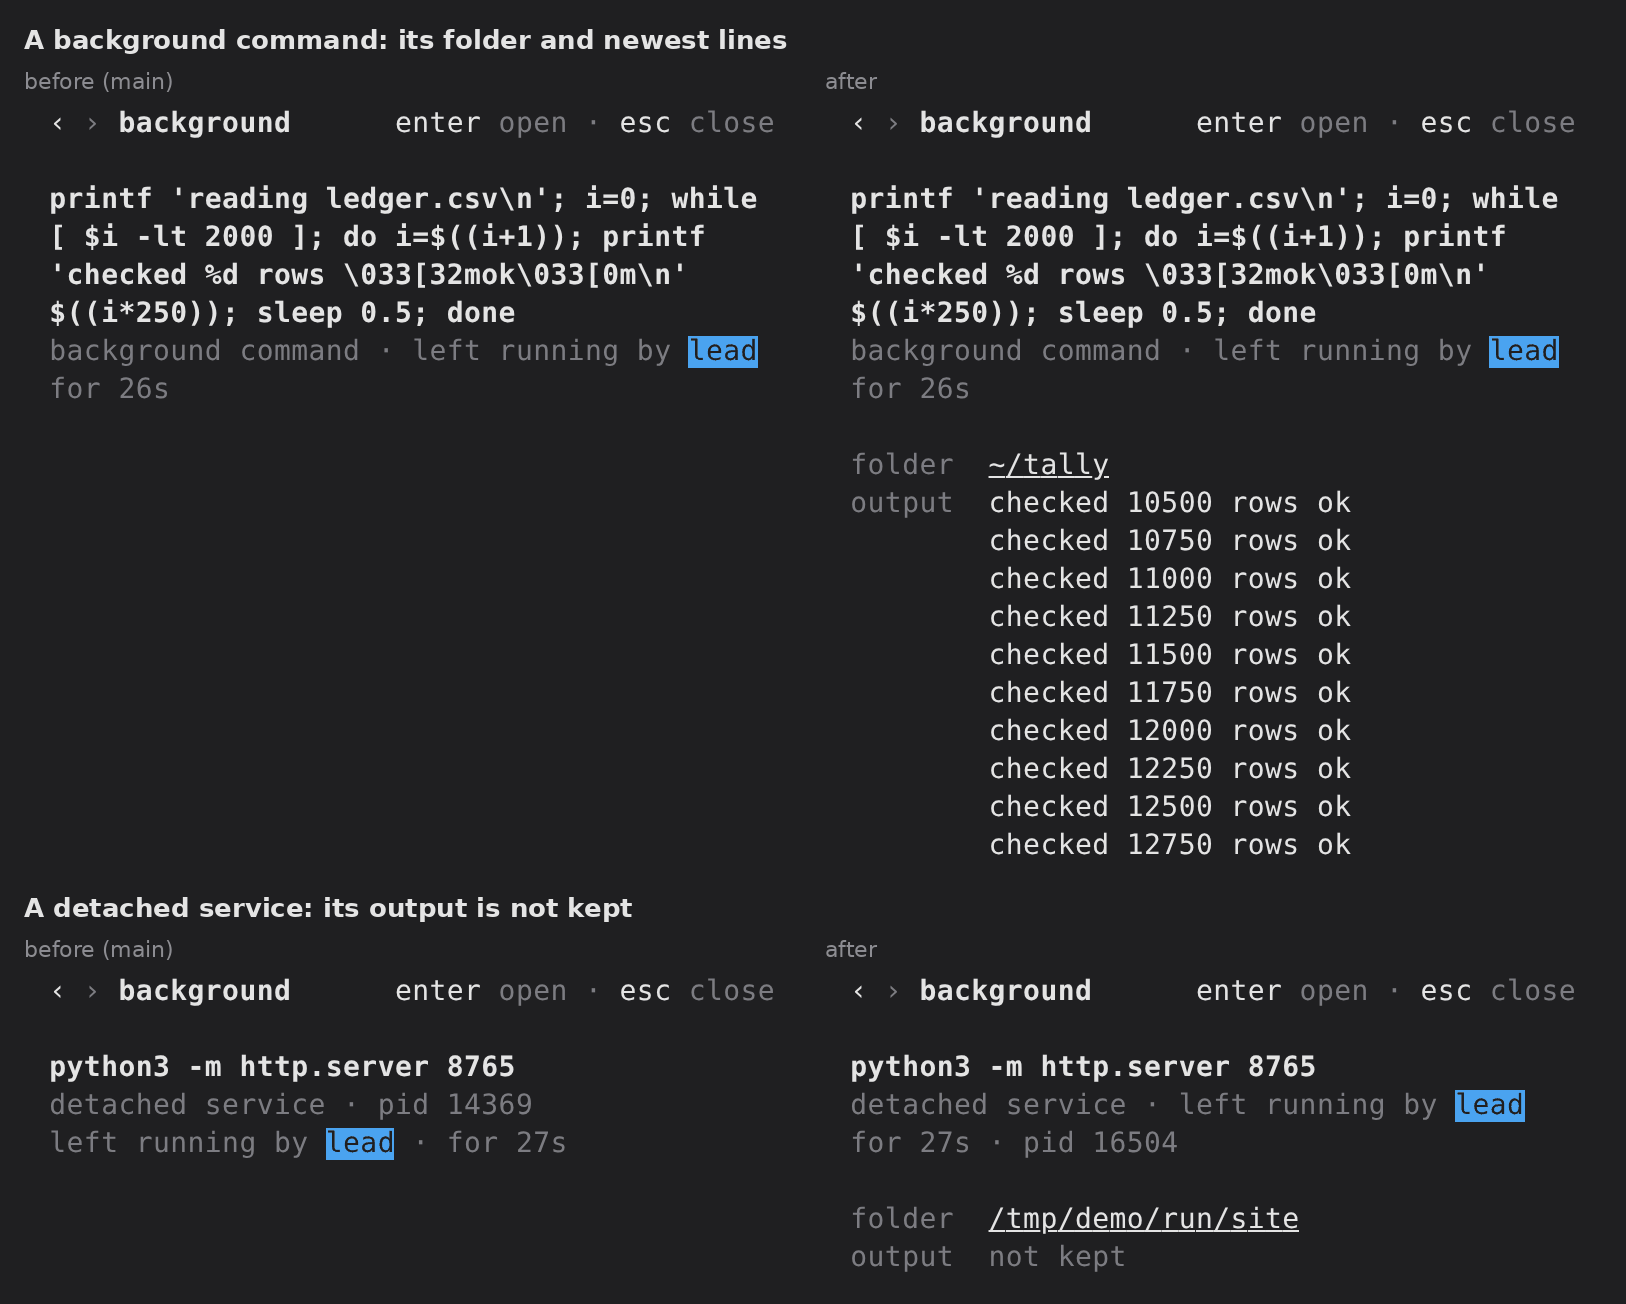 A background command: its folder and newest lines
before (main)
‹ › background enter open · esc close
printf 'reading ledger.csv\n'; i=0; while
[ $i -lt 2000 ]; do i=$((i+1)); printf
'checked %d rows \033[32mok\033[0m\n'
$((i*250)); sleep 0.5; done
background command · left running by lead
for 26s
after
‹ › background enter open · esc close
printf 'reading ledger.csv\n'; i=0; while
[ $i -lt 2000 ]; do i=$((i+1)); printf
'checked %d rows \033[32mok\033[0m\n'
$((i*250)); sleep 0.5; done
background command · left running by lead
for 26s
folder ~/tally
output checked 10500 rows ok
checked 10750 rows ok
checked 11000 rows ok
checked 11250 rows ok
checked 11500 rows ok
checked 11750 rows ok
checked 12000 rows ok
checked 12250 rows ok
checked 12500 rows ok
checked 12750 rows ok
A detached service: its output is not kept
before (main)
‹ › background enter open · esc close
python3 -m http.server 8765
detached service · pid 14369
left running by lead · for 27s
after
‹ › background enter open · esc close
python3 -m http.server 8765
detached service · left running by lead
for 27s · pid 16504
folder /tmp/demo/run/site
output not kept